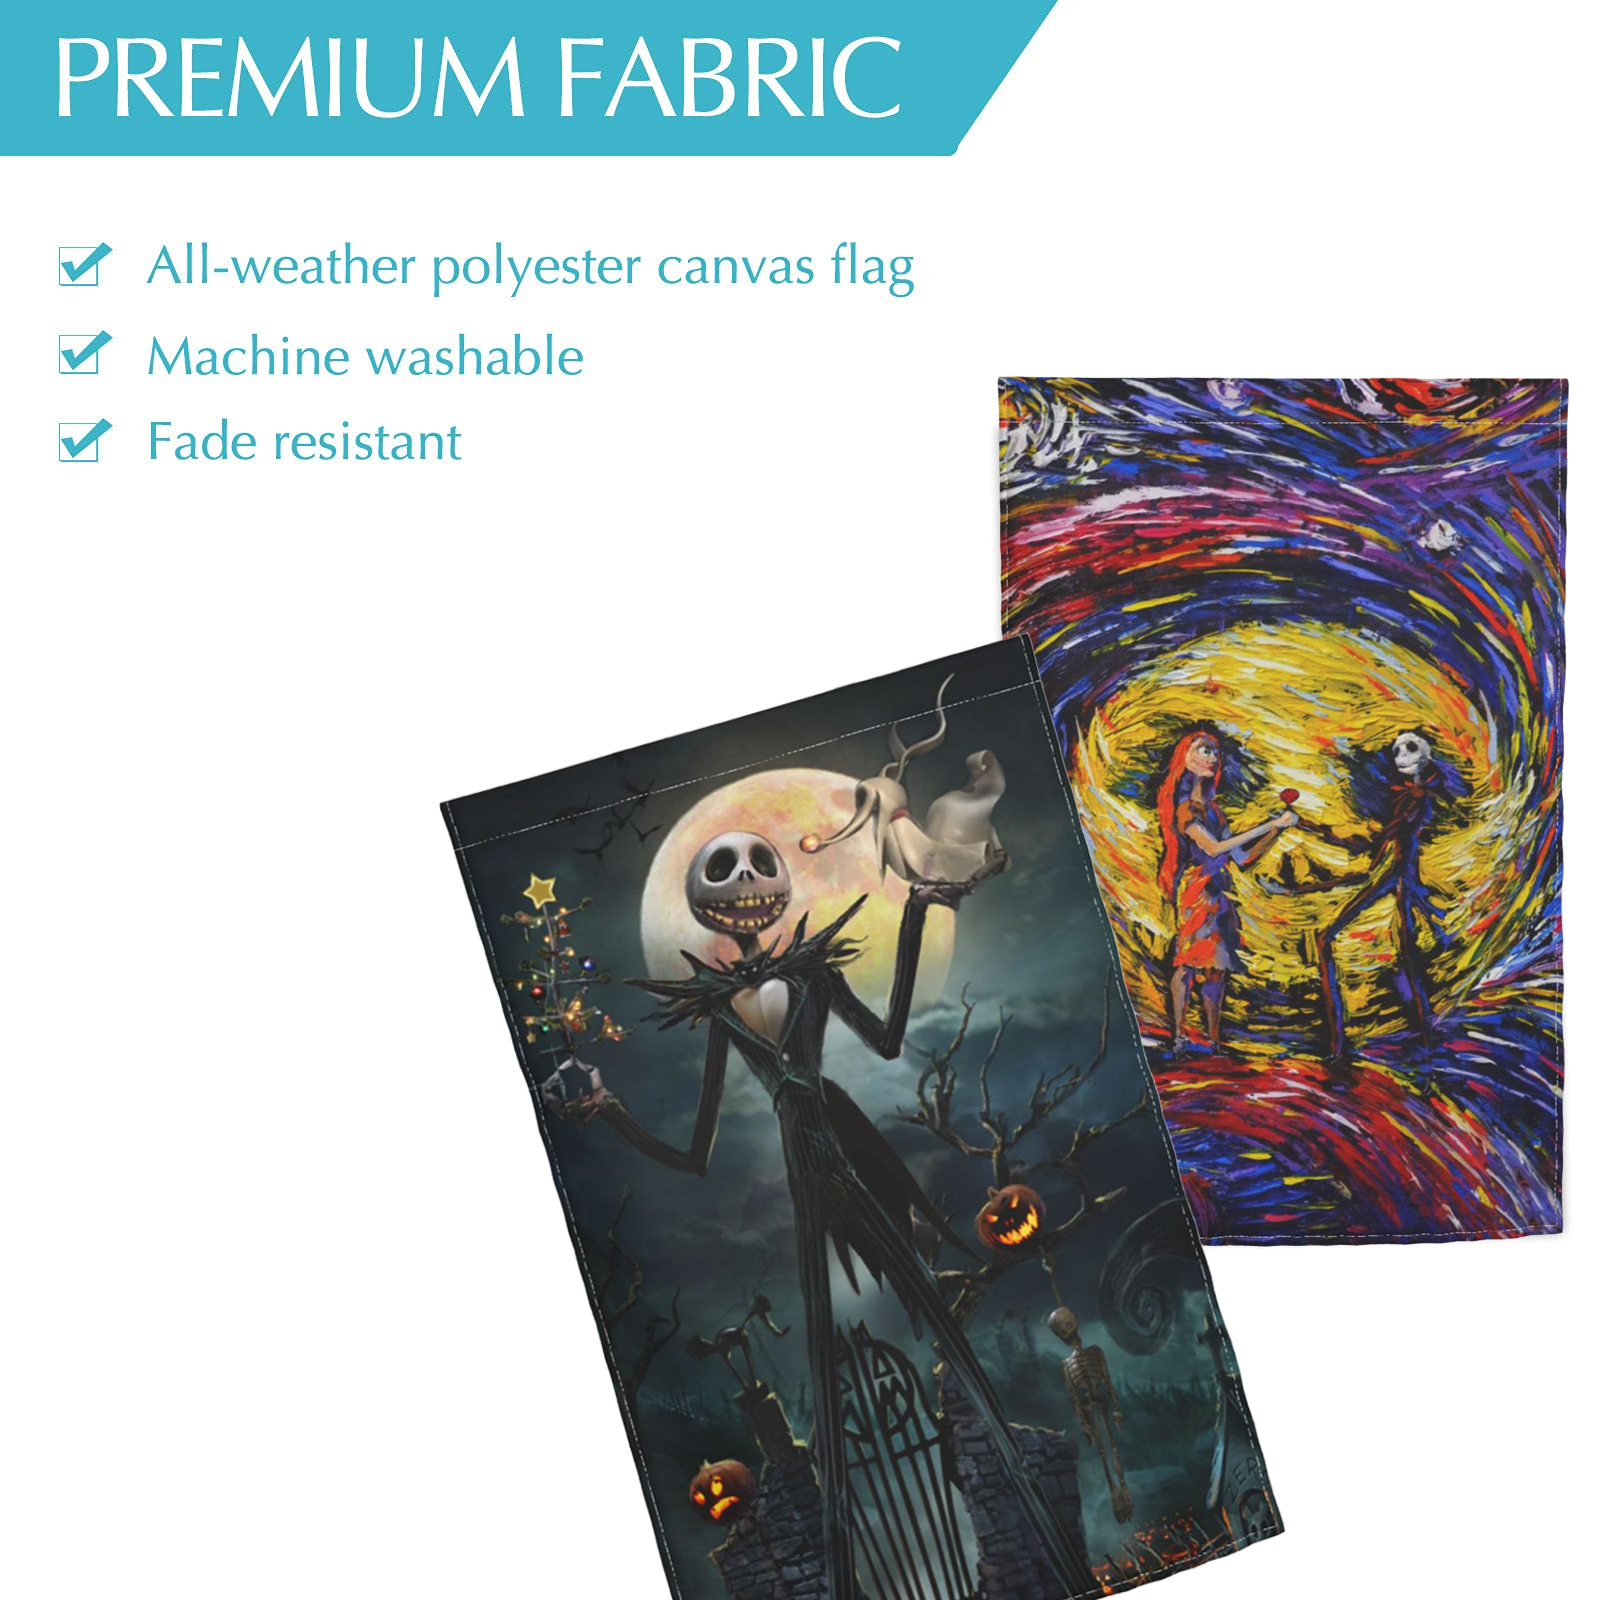 PREMIUM FABRIC
All-weather polyester canvas flag
Machine washable
Fade resistant